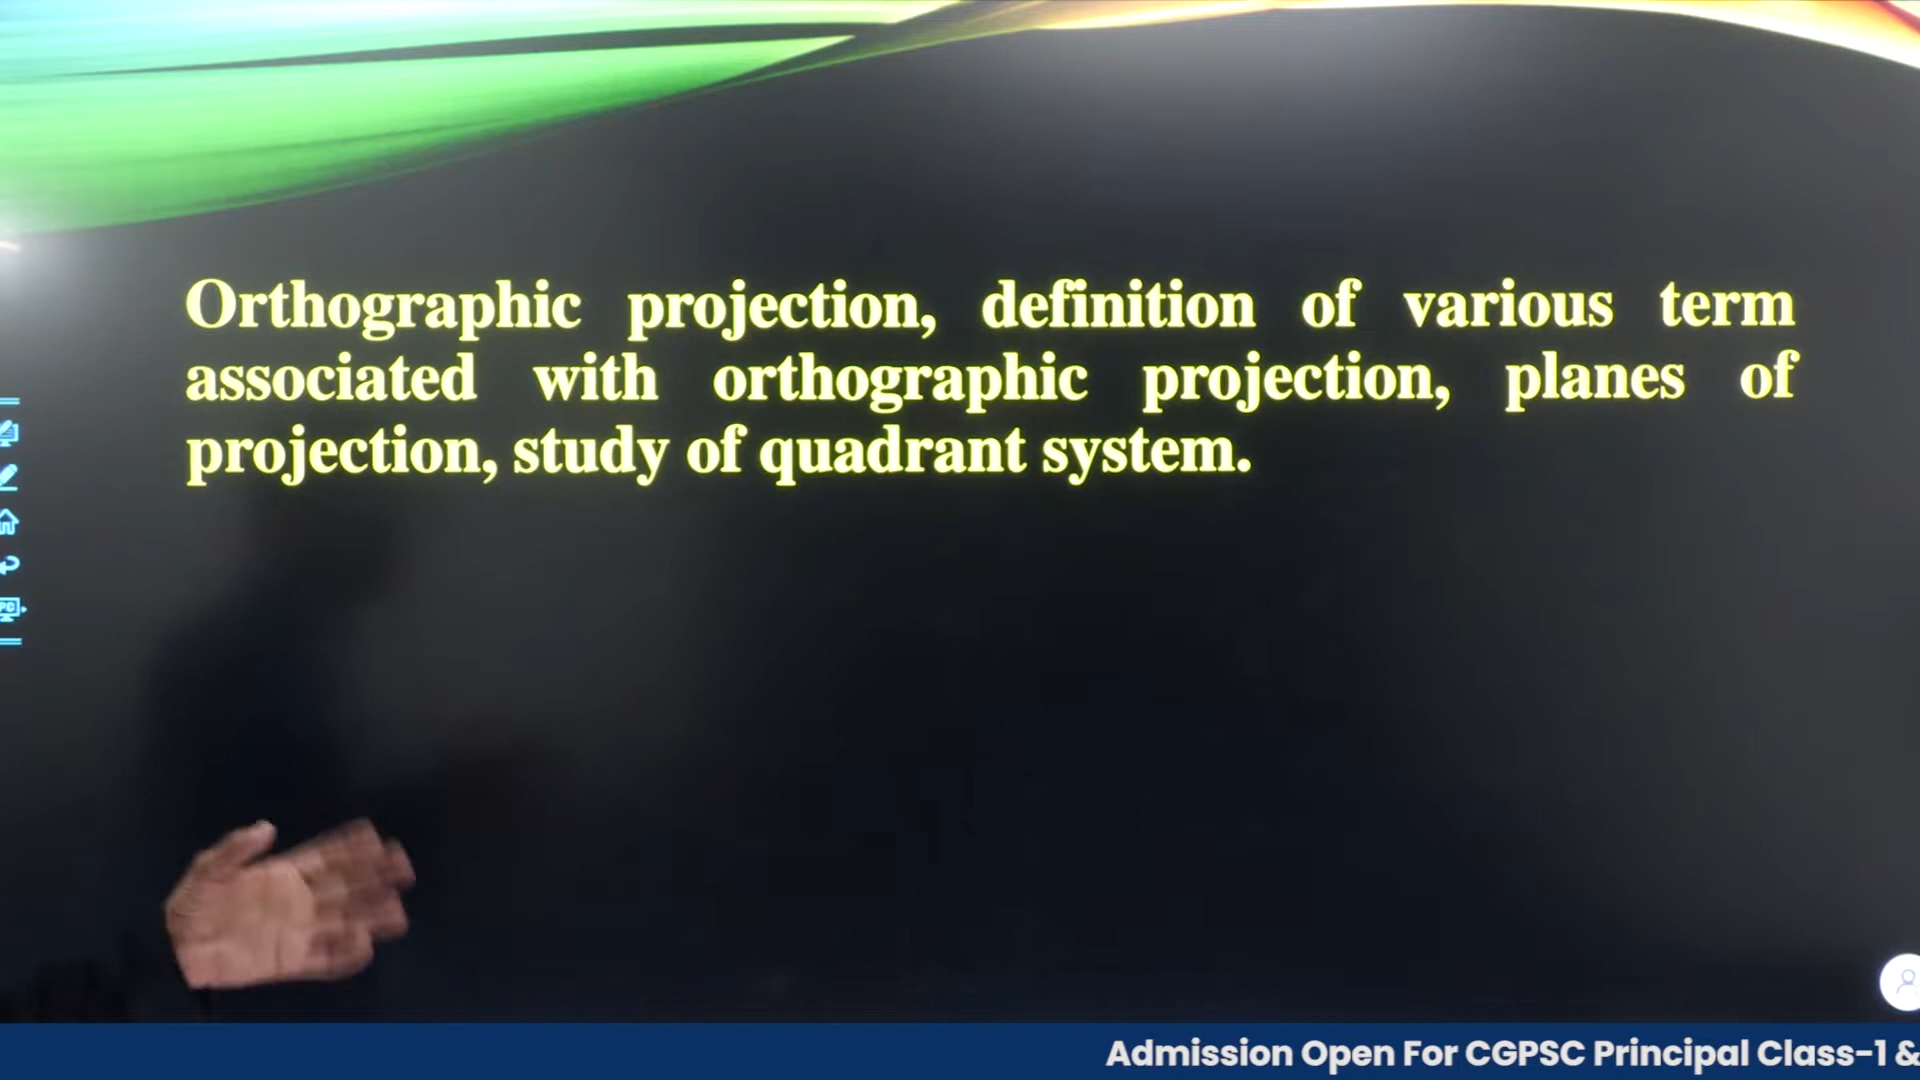 Orthographic projection, definition of various term
associated with orthographic projection, planes of
projection, study of quadrant system.
PC
Admission Open For CGPSC Principal Class-1 &